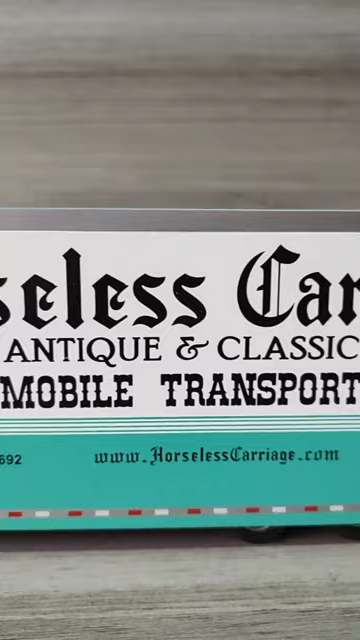 seless Car
ANTIQUE & CLASSIC
MOBILE TRANSPORT
692 www.HorselessCarriage.com